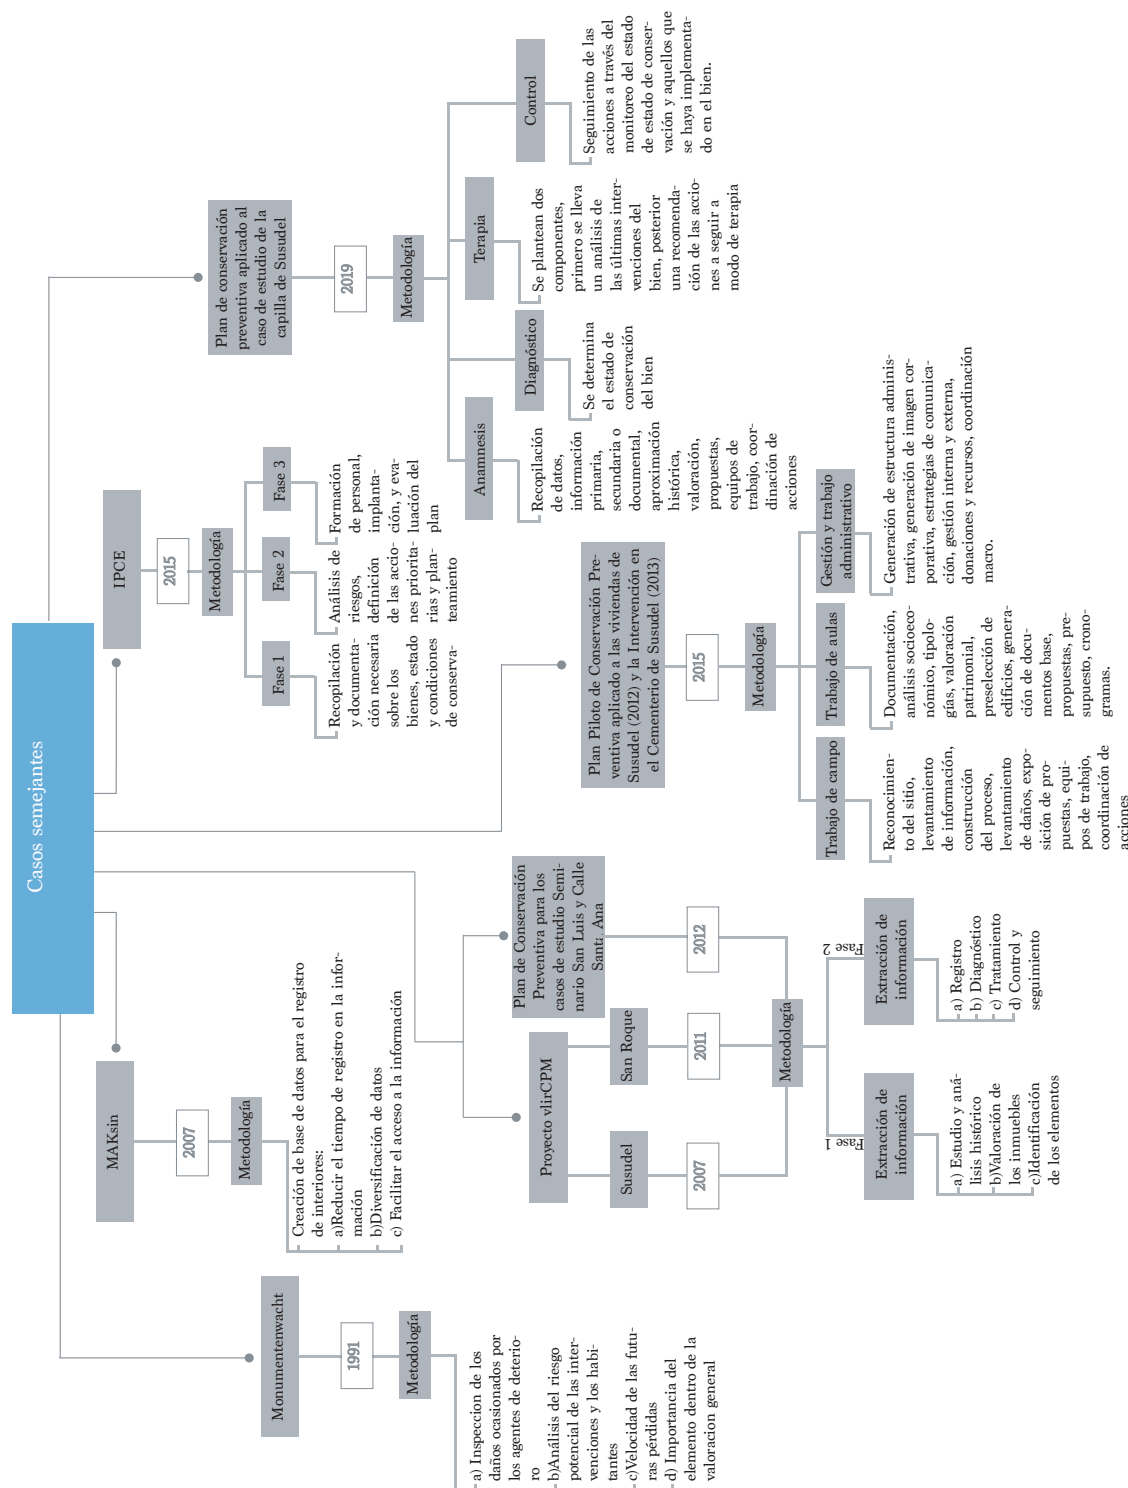 Casos semejantes
Monumentenwacht
1991
Metodología
a) Inspeccion de los
daños ocasionados por
los agentes de deterio-
ro
b)Análisis del riesgo
potencial de las inter-
venciones y los habi-
tantes
c)Velocidad de las futu-
ras pérdidas
d) Importancia del
elemento dentro de la
valoracion general
MAKsin
2007
Metodología
Creación de base de datos para el registro
de interiores:
a)Reducir el tiempo de registro en la infor-
mación
b)Diversificación de datos
c) Facilitar el acceso a la información
Proyecto vlirCPM
Susudel
2007
San Roque
2011
Plan de Conservación
Preventiva para los
casos de estudio Semi-
nario San Luis y Calle
Santa Ana
2012
Metodología
Fase 1
Extracción de
información
a) Estudio y aná-
lisis histórico
b)Valoración de
los inmuebles
c)Identificación
de los elementos
Fase 2
Extracción de
información
a) Registro
b) Diagnóstico
c) Tratamiento
d) Control y
seguimiento
Plan Piloto de Conservación Pre-
ventiva aplicado a las viviendas de
Susudel (2012) y la Intervención en
el Cementerio de Susudel (2013)
2015
Metodología
Trabajo de campo
Reconocimien-
to del sitio,
levantamiento
de información,
construcción
del proceso,
levantamiento
de daños, expo-
sición de pro-
puestas, equi-
pos de trabajo,
coordinación de
acciones
Trabajo de aulas
Documentación,
análisis socioeco-
nómico, tipolo-
gías, valoración
patrimonial,
preselección de
edificios, genera-
ción de docu-
mentos base,
propuestas, pre-
supuesto, crono-
gramas.
Gestión y trabajo
administrativo
Generación de estructura adminis-
trativa, generación de imagen cor-
porativa, estrategias de comunica-
ción, gestión interna y externa,
donaciones y recursos, coordinación
macro.
IPCE
2015
Metodología
Fase 1
Recopilación
y documenta-
ción necesaria
sobre los
bienes, estado
y condiciones
de conserva-
Fase 2
Análisis de
riesgos,
definición
de las accio-
nes priorita-
rias y plan-
teamiento
Fase 3
Formación
de personal,
implanta-
ción, y eva-
luación del
plan
Plan de conservación
preventiva aplicado al
caso de estudio de la
capilla de Susudel
2019
Metodología
Anamnesis
Recopilación
de datos,
información
primaria,
secundaria o
documental,
aproximación
histórica,
valoración,
propuestas,
equipos de
trabajo, coor-
dinación de
acciones
Diagnóstico
Se determina
el estado de
conservación
del bien
Terapia
Se plantean dos
componentes,
primero se lleva
un análisis de
las últimas inter-
venciones del
bien, posterior
una recomenda-
ción de las accio-
nes a seguir a
modo de terapia
Control
Seguimiento de las
acciones a través del
monitoreo del estado
de estado de conser-
vación y aquellos que
se haya implementa-
do en el bien.